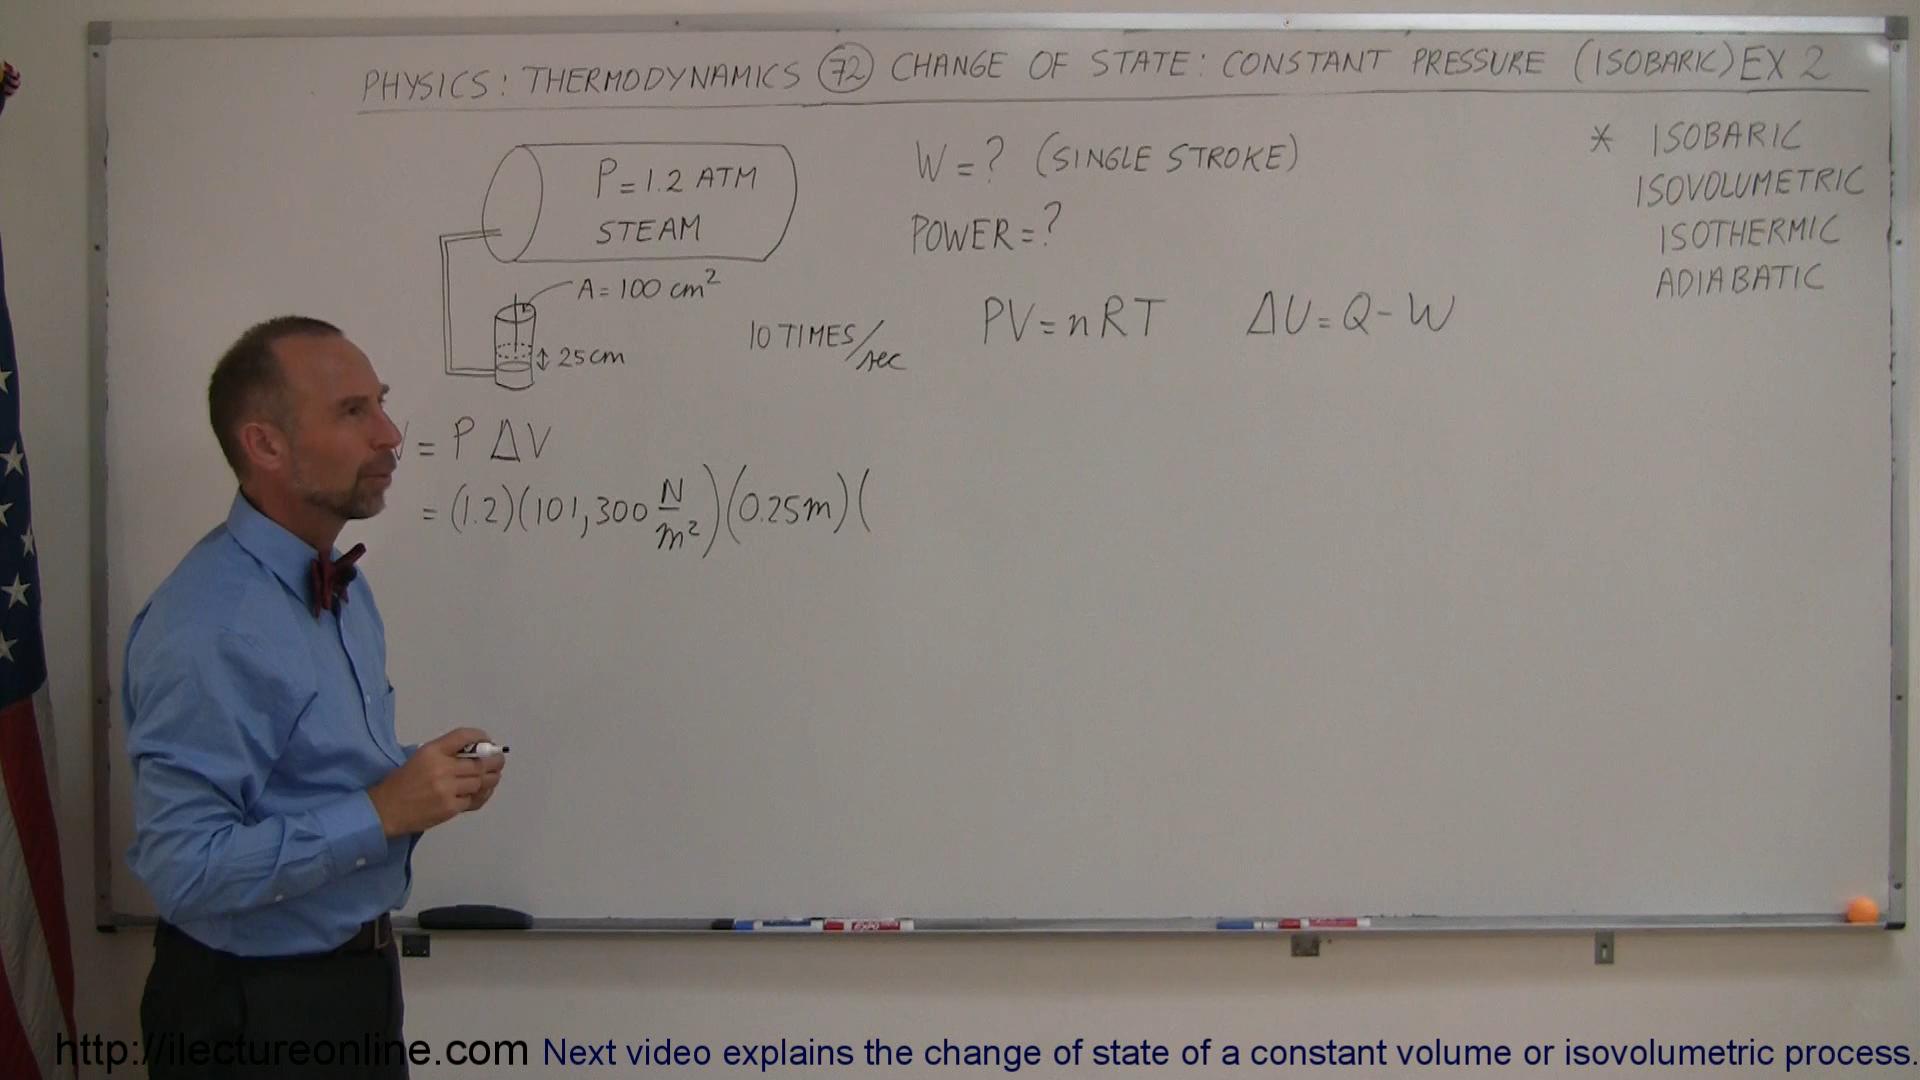 PHYSICS: THERMODYNAMICS 72 CHANGE OF STATE: CONSTANT PRESSURE (ISOBARIC) EX 2
P = 1.2 ATM
STEAM
A = 100 cm²
25cm
10 TIMES/sec
W = ? (SINGLE STROKE)
POWER = ?
PV = nRT ΔU = Q - W
* ISOBARIC
ISOVOLUMETRIC
ISOTHERMIC
ADIABATIC
= P ΔV
= (1.2)(101,300 N/m²)(0.25m)(
EXPO
http://ilectureonline.com Next video explains the change of state of a constant volume or isovolumetric process.